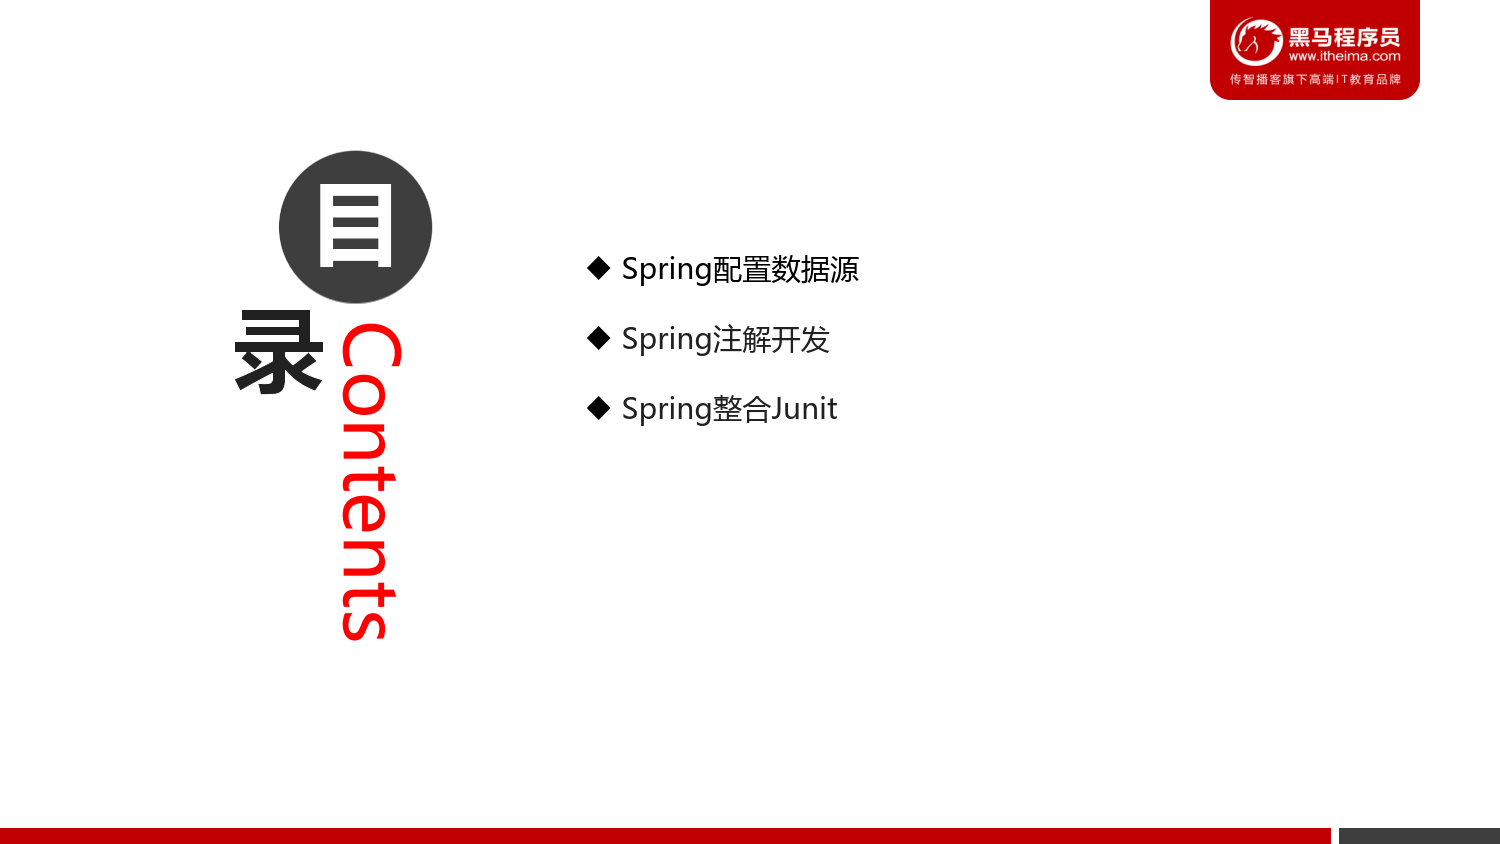 黑马程序员
www.itheima.com
传智播客旗下高端IT教育品牌
目
录
Contents
Spring配置数据源
Spring注解开发
Spring整合Junit